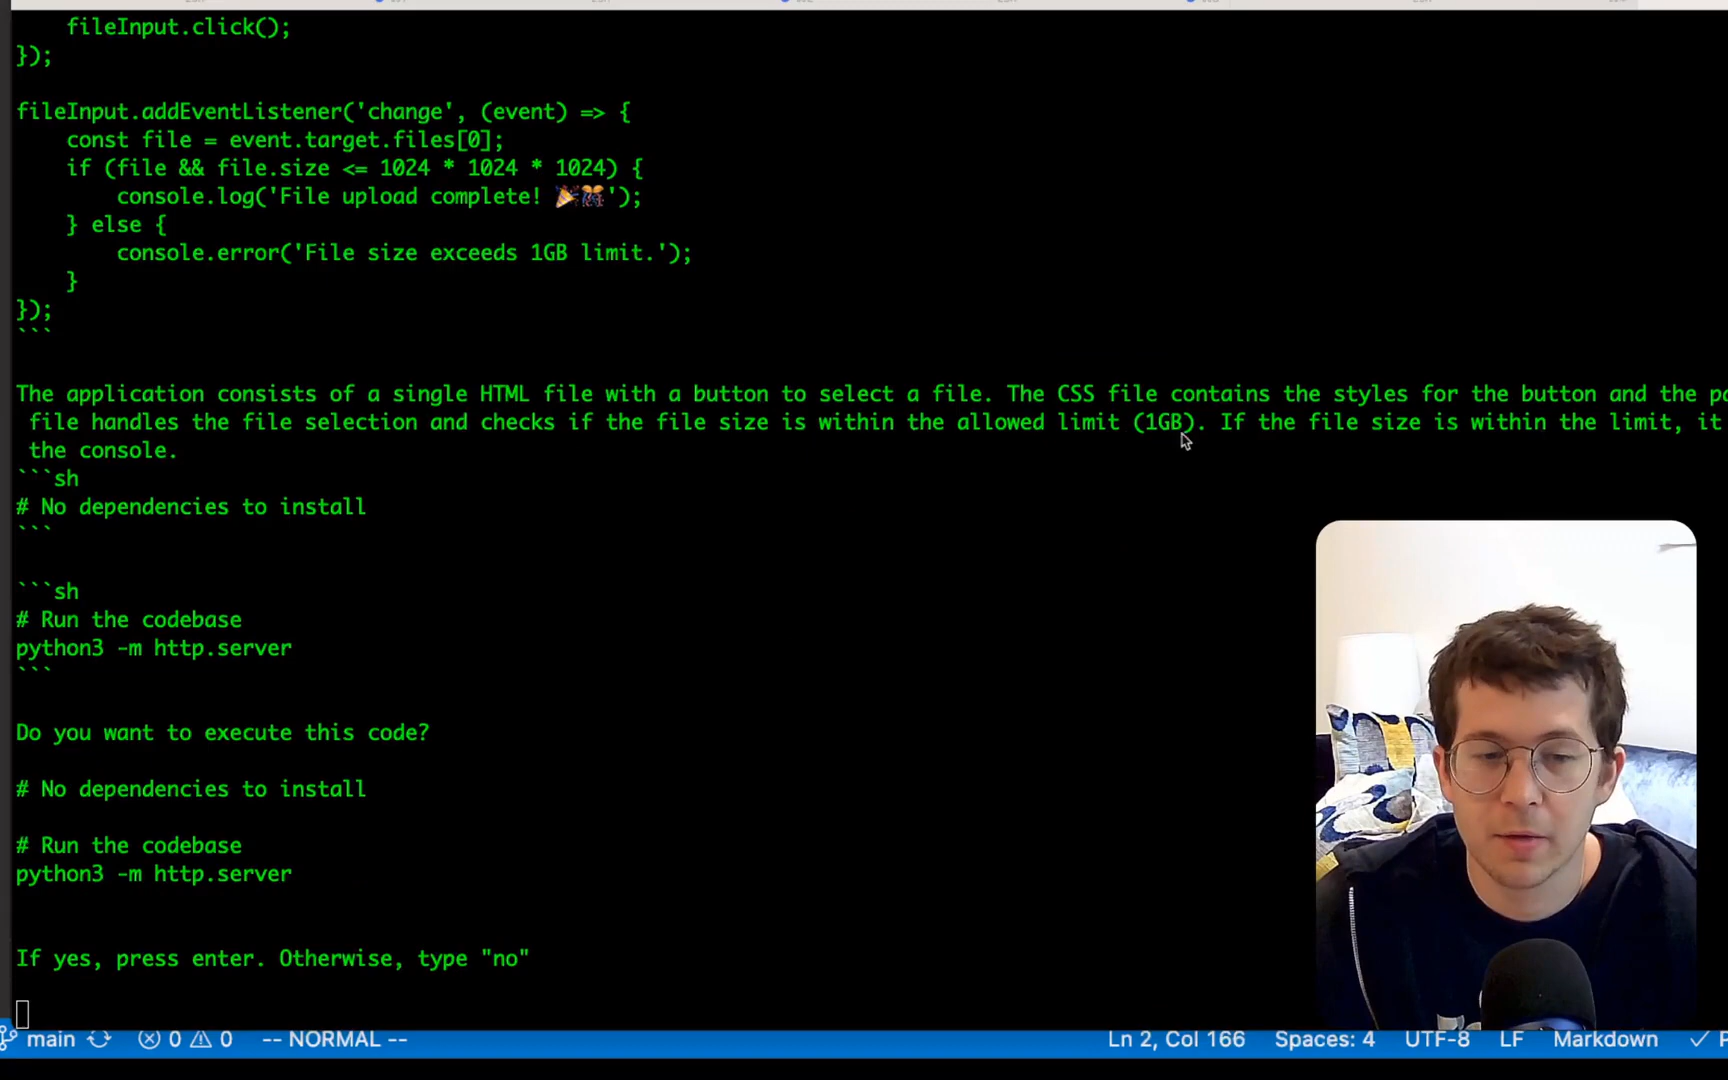 fileInput.click();
});
fileInput.addEventListener('change', (event) => {
const file = event.target.files[0];
if (file && file.size <= 1024 * 1024 * 1024) {
console.log('File upload complete! 🎉🎊');
} else {
console.error('File size exceeds 1GB limit.');
}
});
```
The application consists of a single HTML file with a button to select a file. The CSS file contains the styles for the button and the
file handles the file selection and checks if the file size is within the allowed limit (1GB). If the file size is within the limit, it
the console.
```sh
# No dependencies to install
```
```sh
# Run the codebase
python3 -m http.server
```
Do you want to execute this code?
# No dependencies to install
# Run the codebase
python3 -m http.server
If yes, press enter. Otherwise, type "no"
main 0 0 -- NORMAL -- Ln 2, Col 166 Spaces: 4 UTF-8 LF Markdown